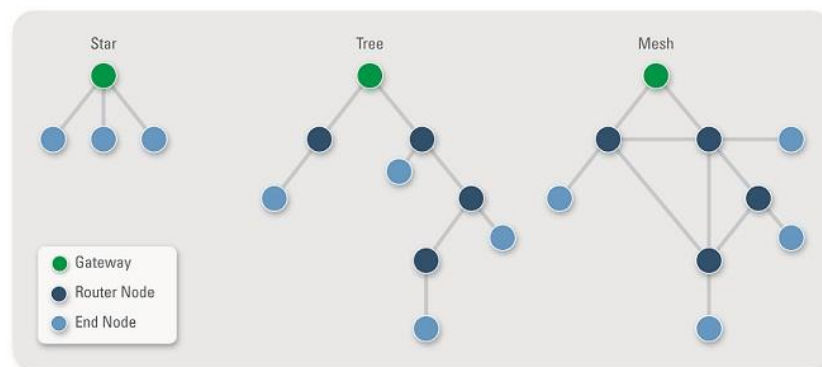 Star
Tree
Mesh
Gateway
Router Node
End Node